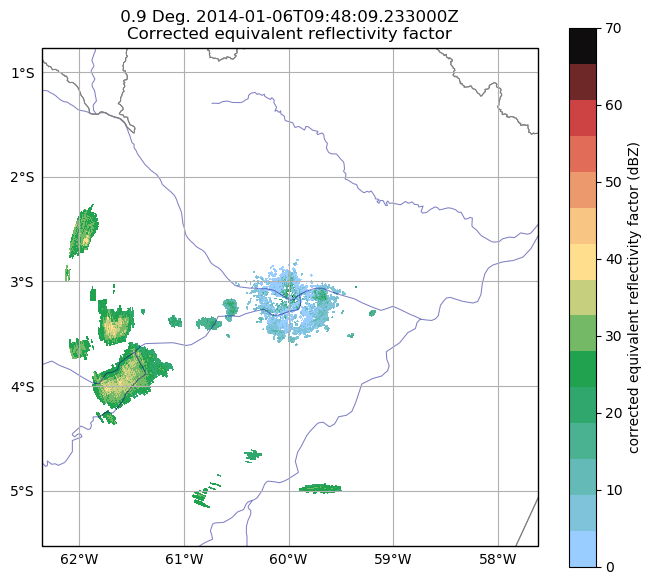 0.9 Deg. 2014-01-06T09:48:09.233000Z
Corrected equivalent reflectivity factor
1°S
2°S
3°S
4°S
5°S
62°W
61°W
60°W
59°W
58°W
70
60
50
40
30
20
10
0
corrected equivalent reflectivity factor (dBZ)